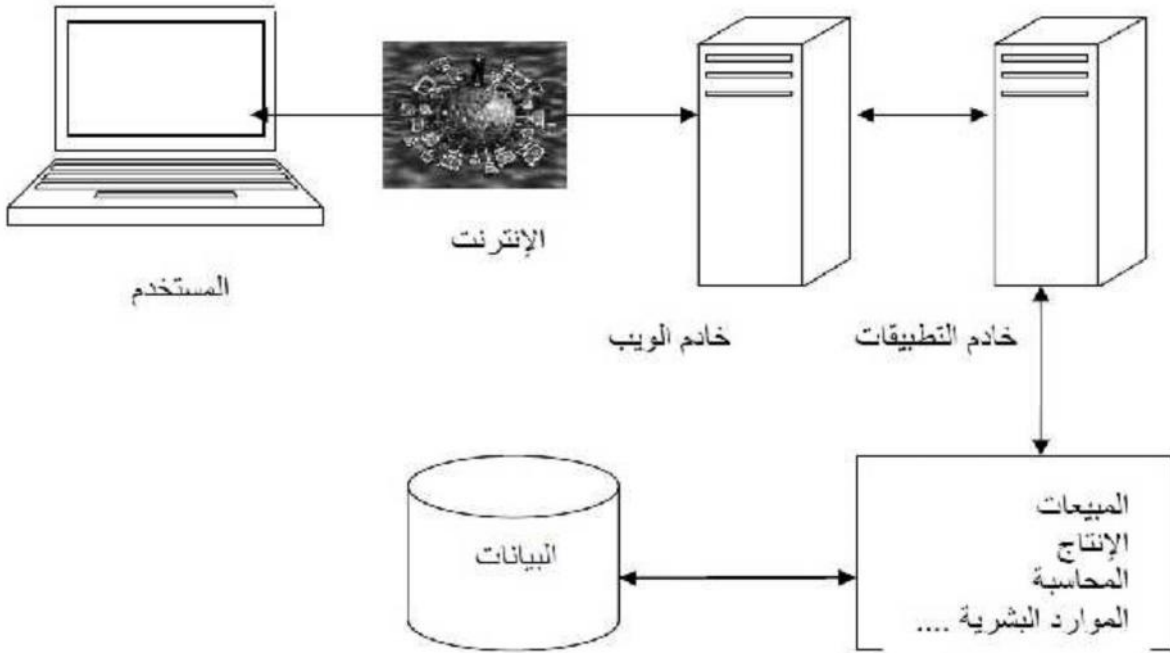 الإنترنت
المستخدم
خادم الويب
خادم التطبيقات
المبيعات
الإنتاج
المحاسبة
الموارد البشرية ....
البيانات